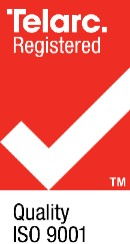 Telarc.
Registered
TM
Quality
ISO 9001